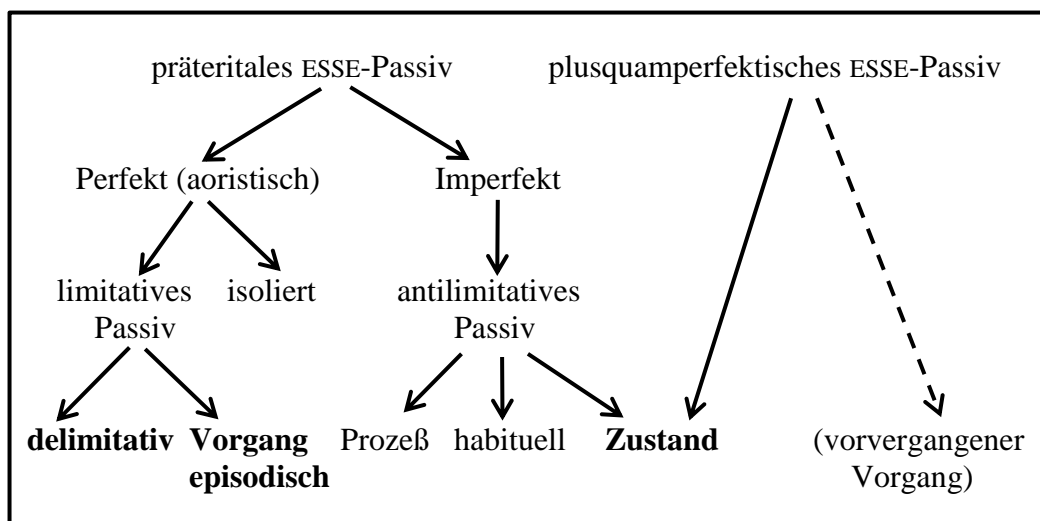 präteritales ESSE-Passiv plusquamperfektisches ESSE-Passiv
Perfekt (aoristisch) Imperfekt
limitatives isoliert antilimitatives
Passiv Passiv
delimitativ Vorgang Prozeß habituell Zustand (vorvergangener
episodisch Vorgang)